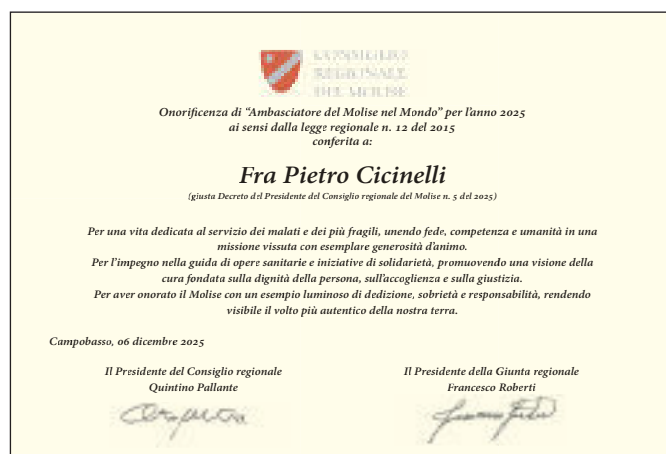 CONSIGLIO
REGIONALE
DEL MOLISE
Onorificenza di “Ambasciatore del Molise nel Mondo” per l’anno 2025
ai sensi dalla legge regionale n. 12 del 2015
conferita a:
Fra Pietro Cicinelli
(giusta Decreto del Presidente del Consiglio regionale del Molise n. 5 del 2025)
Per una vita dedicata al servizio dei malati e dei più fragili, unendo fede, competenza e umanità in una
missione vissuta con esemplare generosità d’animo.
Per l’impegno nella guida di opere sanitarie e iniziative di solidarietà, promuovendo una visione della
cura fondata sulla dignità della persona, sull’accoglienza e sulla giustizia.
Per aver onorato il Molise con un esempio luminoso di dedizione, sobrietà e responsabilità, rendendo
visibile il volto più autentico della nostra terra.
Campobasso, 06 dicembre 2025
Il Presidente del Consiglio regionale
Quintino Pallante
Il Presidente della Giunta regionale
Francesco Roberti